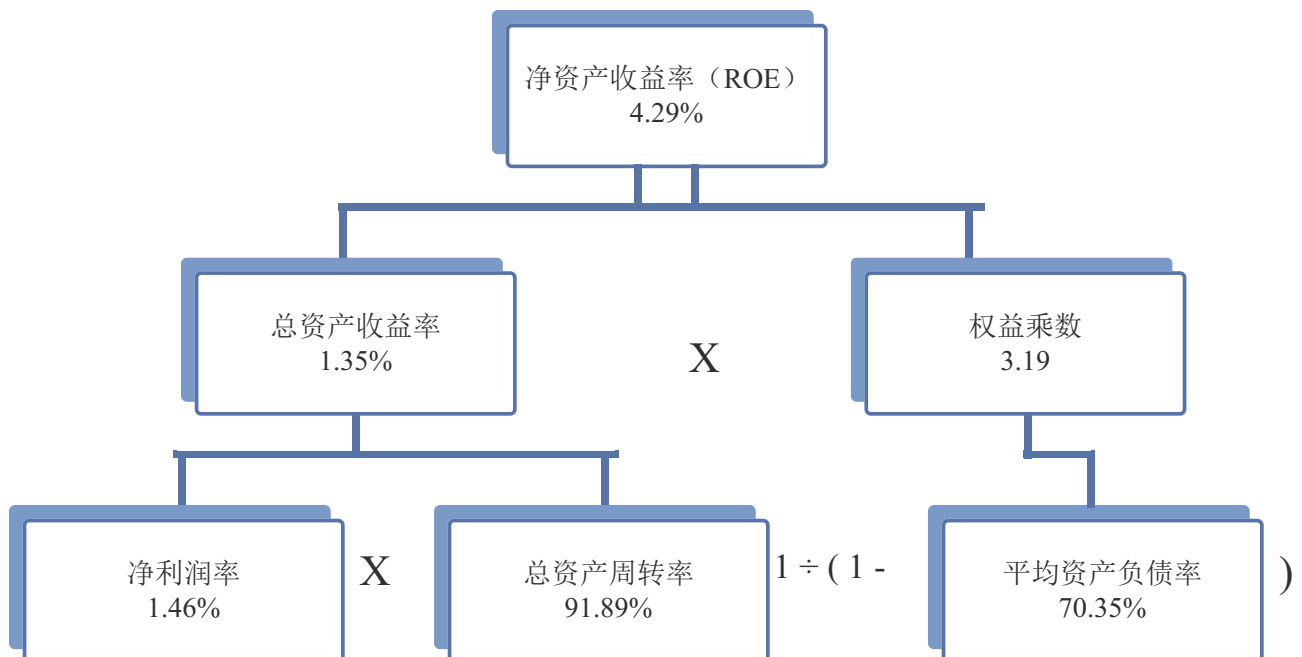 净资产收益率（ROE）
4.29%
总资产收益率
1.35%
X
权益乘数
3.19
净利润率
1.46%
X
总资产周转率
91.89%
1 ÷ ( 1 -
平均资产负债率
70.35%
)